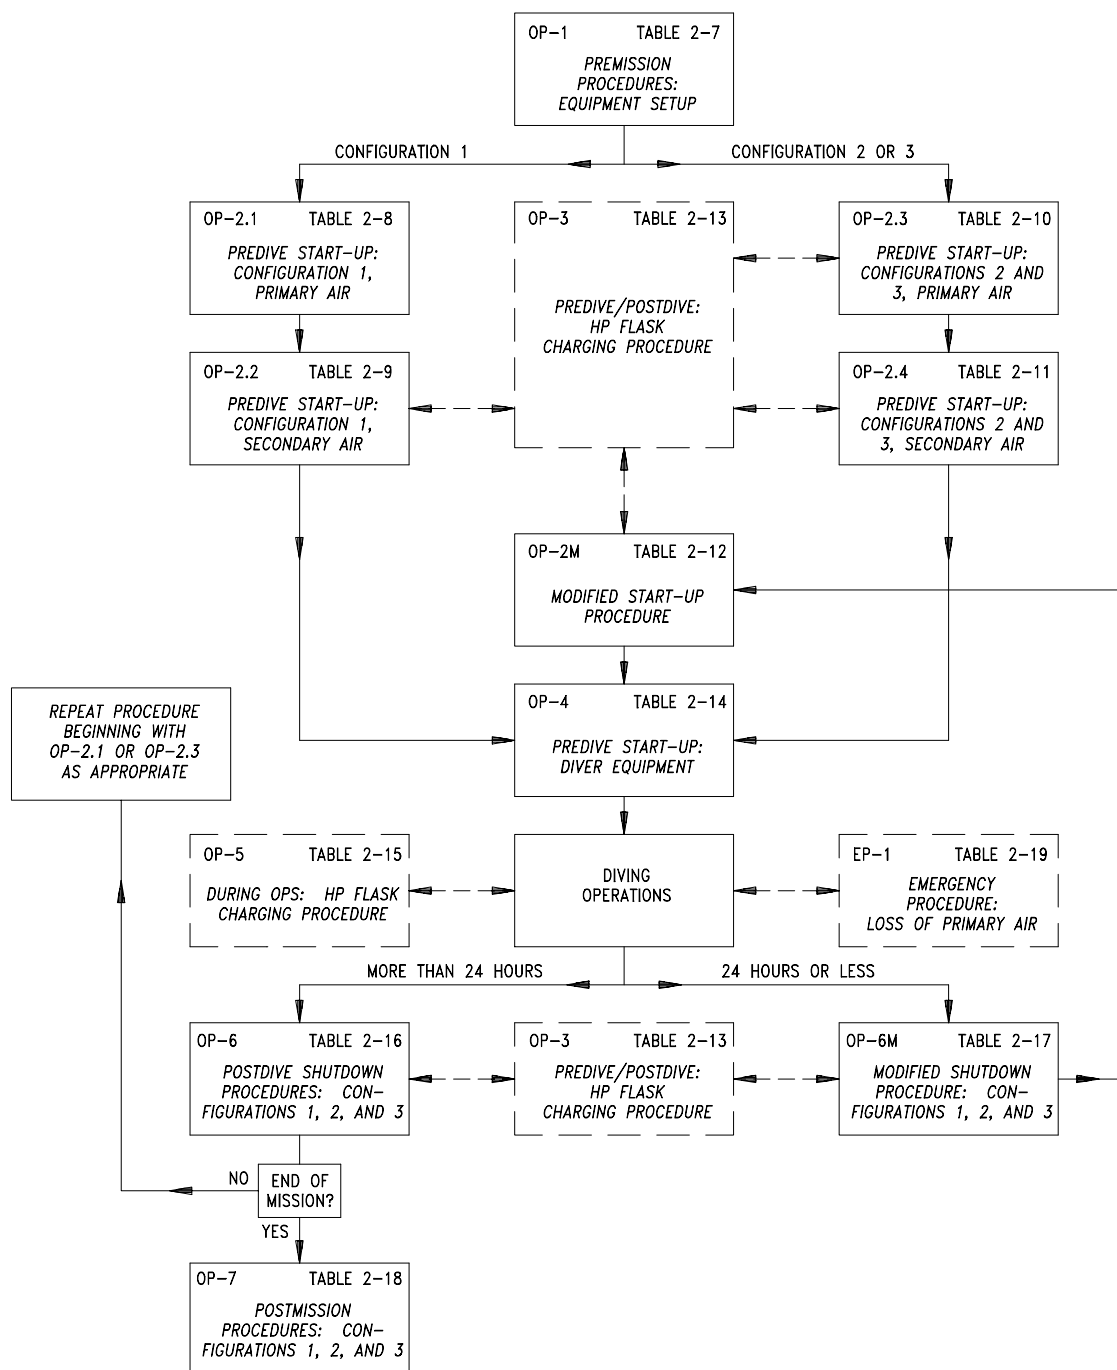 OP-1 TABLE 2-7
PREMISSION
PROCEDURES:
EQUIPMENT SETUP
CONFIGURATION 1
CONFIGURATION 2 OR 3
OP-2.1 TABLE 2-8
PREDIVE START-UP:
CONFIGURATION 1,
PRIMARY AIR
OP-3 TABLE 2-13
PREDIVE/POSTDIVE:
HP FLASK
CHARGING PROCEDURE
OP-2.3 TABLE 2-10
PREDIVE START-UP:
CONFIGURATIONS 2 AND
3, PRIMARY AIR
OP-2.2 TABLE 2-9
PREDIVE START-UP:
CONFIGURATION 1,
SECONDARY AIR
OP-2.4 TABLE 2-11
PREDIVE START-UP:
CONFIGURATIONS 2 AND
3, SECONDARY AIR
OP-2M TABLE 2-12
MODIFIED START-UP
PROCEDURE
OP-4 TABLE 2-14
PREDIVE START-UP:
DIVER EQUIPMENT
REPEAT PROCEDURE
BEGINNING WITH
OP-2.1 OR OP-2.3
AS APPROPRIATE
OP-5 TABLE 2-15
DURING OPS: HP FLASK
CHARGING PROCEDURE
DIVING
OPERATIONS
EP-1 TABLE 2-19
EMERGENCY
PROCEDURE:
LOSS OF PRIMARY AIR
MORE THAN 24 HOURS
24 HOURS OR LESS
OP-6 TABLE 2-16
POSTDIVE SHUTDOWN
PROCEDURES: CON-
FIGURATIONS 1, 2, AND 3
OP-3 TABLE 2-13
PREDIVE/POSTDIVE:
HP FLASK
CHARGING PROCEDURE
OP-6M TABLE 2-17
MODIFIED SHUTDOWN
PROCEDURE: CON-
FIGURATIONS 1, 2, AND 3
NO
END OF
MISSION?
YES
OP-7 TABLE 2-18
POSTMISSION
PROCEDURES: CON-
FIGURATIONS 1, 2, AND 3